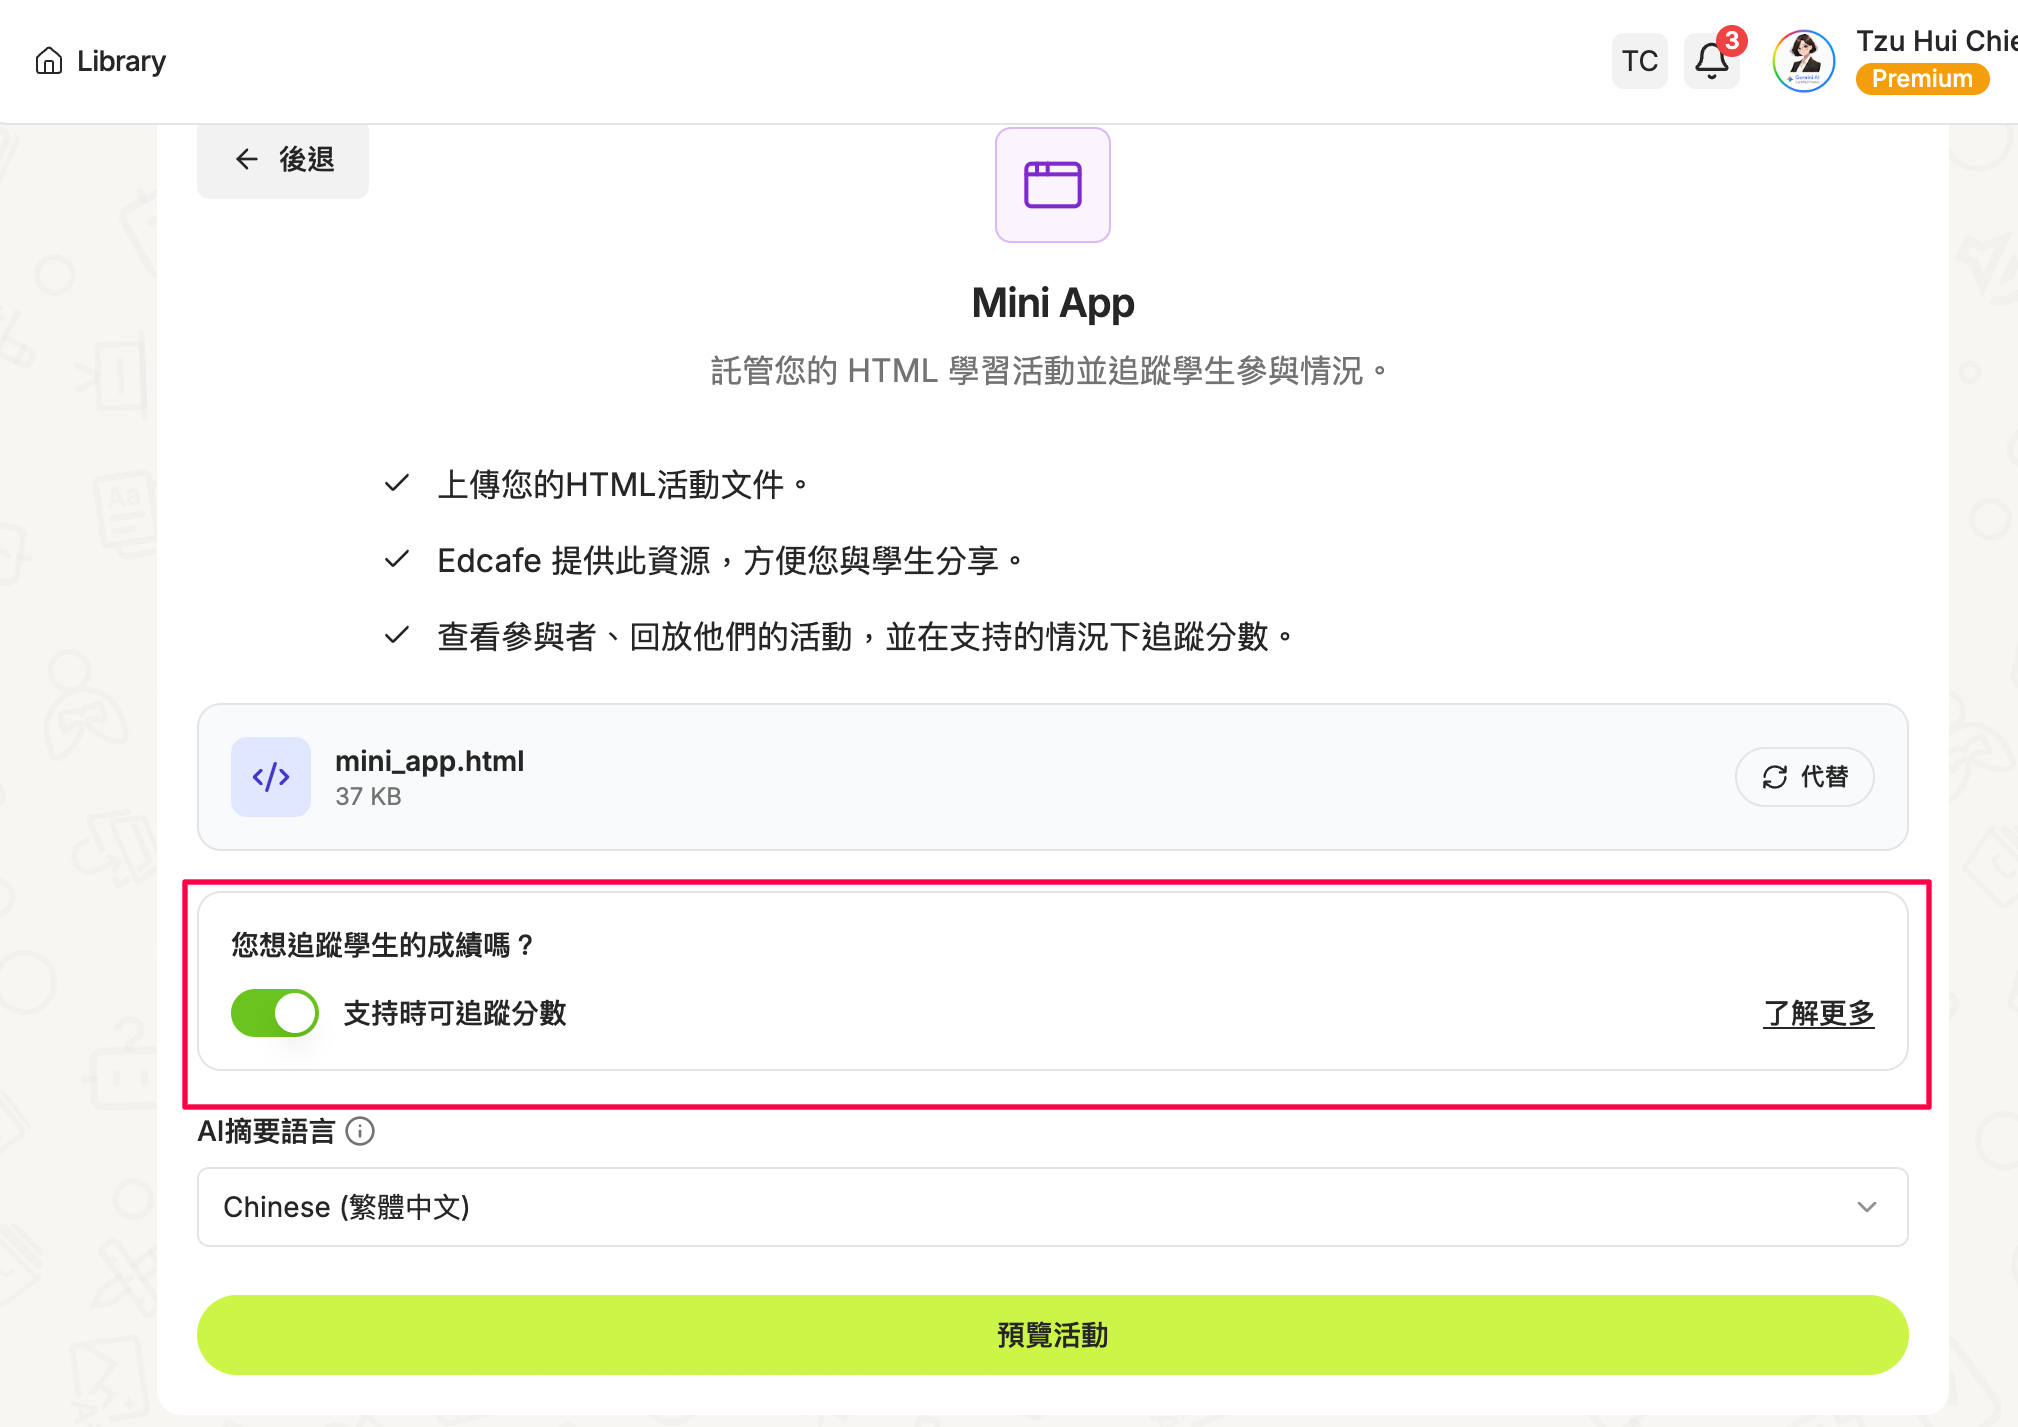 Library
TC
3
Tzu Hui Chie
Premium
後退
Mini App
託管您的 HTML 學習活動並追蹤學生參與情況。
上傳您的HTML活動文件。
Edcafe 提供此資源，方便您與學生分享。
查看參與者、回放他們的活動，並在支持的情況下追蹤分數。
mini_app.html
37 KB
代替
您想追蹤學生的成績嗎？
支持時可追蹤分數
了解更多
AI摘要語言
Chinese (繁體中文)
預覽活動